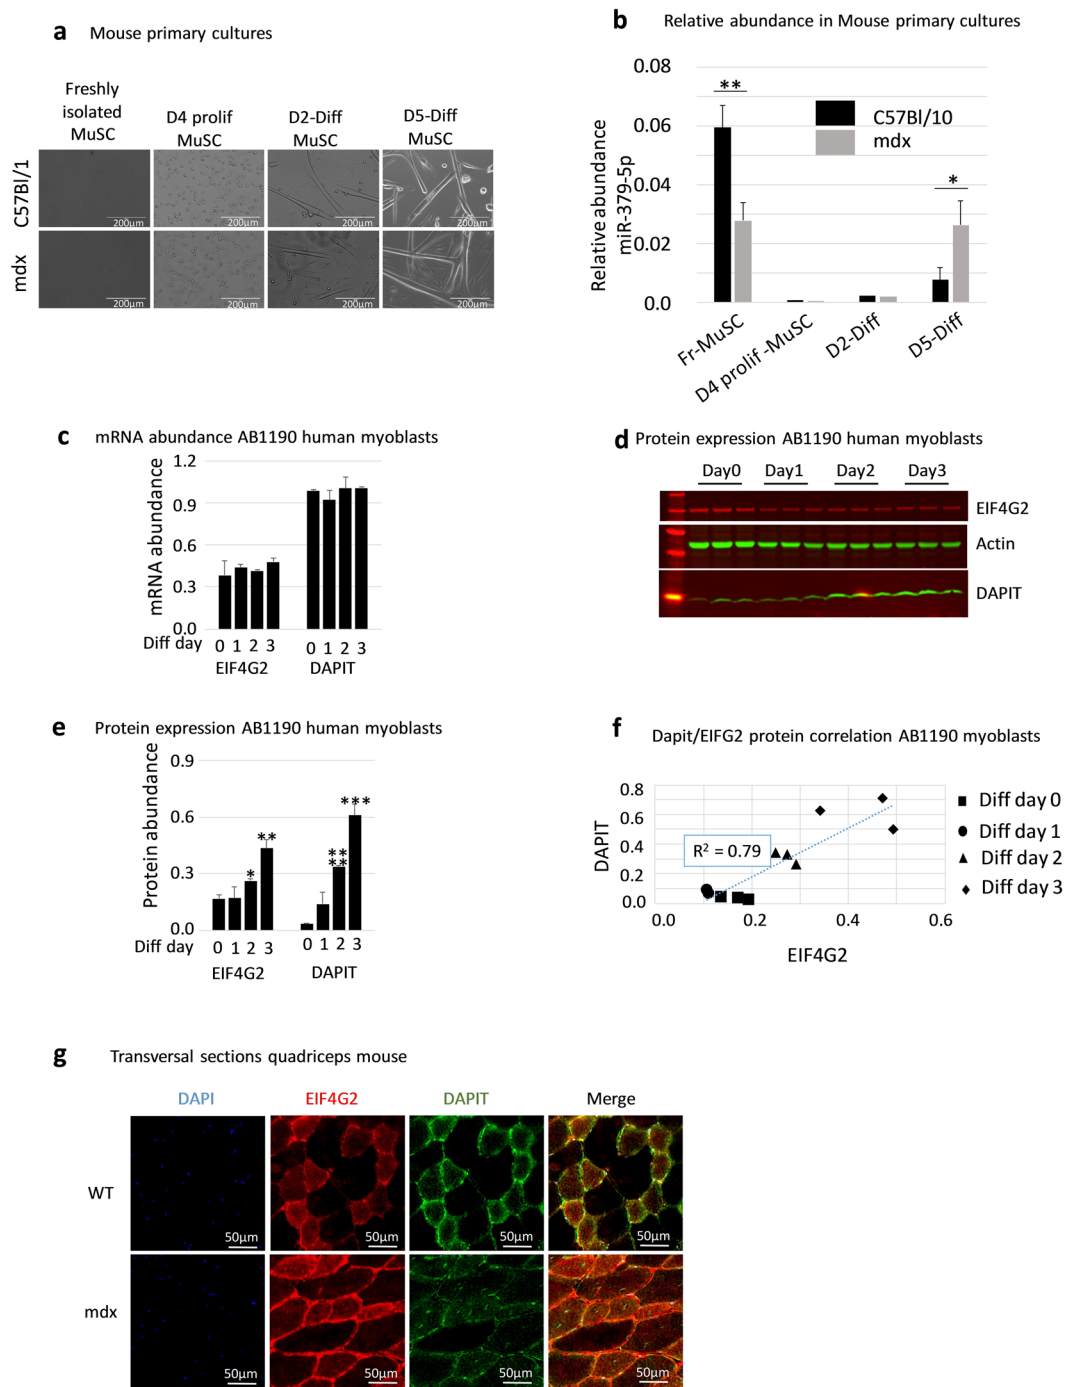 a Mouse primary cultures
Freshly
isolated
MuSC
D4 prolif
MuSC
D2-Diff
MuSC
D5-Diff
MuSC
C57Bl/1
200µm
200µm
200µm
200µm
mdx
200µm
200µm
200µm
200µm
b Relative abundance in Mouse primary cultures
Relative abundance
miR-379-5p
0.08
0.06
0.04
0.02
0.0
**
*
C57Bl/10
mdx
Fr-MuSC
D4 prolif -MuSC
D2-Diff
D5-Diff
c mRNA abundance AB1190 human myoblasts
mRNA abundance
1.2
0.9
0.6
0.3
0.0
Diff day 0 1 2 3 0 1 2 3
EIF4G2 DAPIT
d Protein expression AB1190 human myoblasts
Day0 Day1 Day2 Day3
EIF4G2
Actin
DAPIT
e Protein expression AB1190 human myoblasts
Protein abundance
0.9
0.6
0.3
0.0
*
**
**
**
***
Diff day 0 1 2 3 0 1 2 3
EIF4G2 DAPIT
f Dapit/EIFG2 protein correlation AB1190 myoblasts
DAPIT
0.8
0.6
0.4
0.2
0.0
R² = 0.79
0.0 0.2 0.4 0.6
EIF4G2
Diff day 0
Diff day 1
Diff day 2
Diff day 3
g Transversal sections quadriceps mouse
DAPI EIF4G2 DAPIT Merge
WT
50µm 50µm 50µm 50µm
mdx
50µm 50µm 50µm 50µm